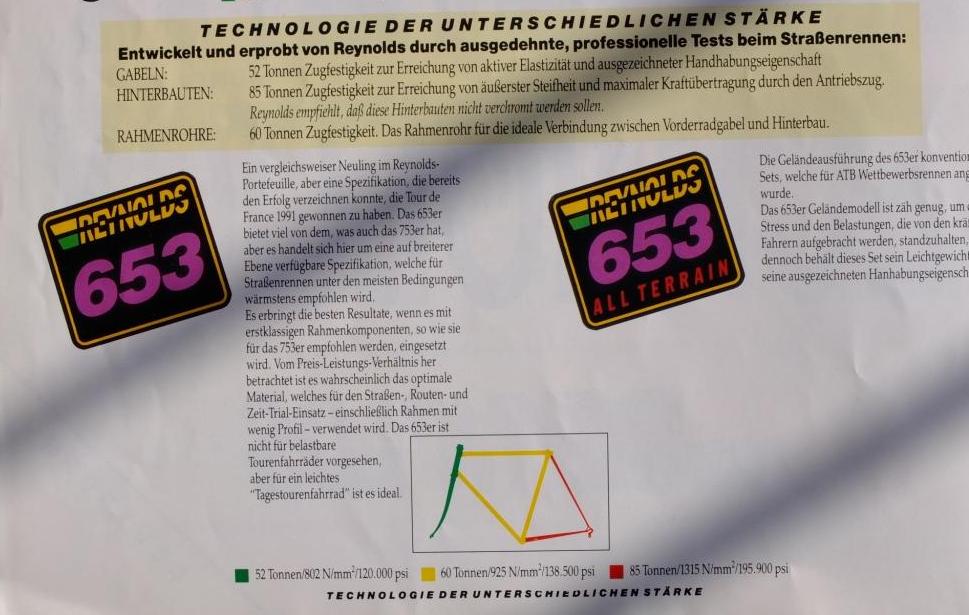 TECHNOLOGIE DER UNTERSCHIEDLICHEN STÄRKE
Entwickelt und erprobt von Reynolds durch ausgedehnte, professionelle Tests beim Straßenrennen:
GABELN: 52 Tonnen Zugfestigkeit zur Erreichung von aktiver Elastizität und ausgezeichneter Handhabungseigenschaft
HINTERBAUTEN: 85 Tonnen Zugfestigkeit zur Erreichung von äußerster Steifheit und maximaler Kraftübertragung durch den Antriebszug.
Reynolds empfiehlt, daß diese Hinterbauten nicht verchromt werden sollen.
RAHMENROHRE: 60 Tonnen Zugfestigkeit. Das Rahmenrohr für die ideale Verbindung zwischen Vorderradgabel und Hinterbau.
REYNOLDS
653
Ein vergleichsweiser Neuling im Reynolds-
Portefeuille, aber eine Spezifikation, die bereits
den Erfolg verzeichnen konnte, die Tour de
France 1991 gewonnen zu haben. Das 653er
bietet viel von dem, was auch das 753er hat,
aber es handelt sich hier um eine auf breiterer
Ebene verfügbare Spezifikation, welche für
Straßenrennen unter den meisten Bedingungen
wärmstens empfohlen wird.
Es erbringt die besten Resultate, wenn es mit
erstklassigen Rahmenkomponenten, so wie sie
für das 753er empfohlen werden, eingesetzt
wird. Vom Preis-Leistungs-Verhältnis her
betrachtet ist es wahrscheinlich das optimale
Material, welches für den Straßen-, Routen- und
Zeit-Trial-Einsatz – einschließlich Rahmen mit
wenig Profil – verwendet wird. Das 653er ist
nicht für belastbare
Tourenfahrräder vorgesehen,
aber für ein leichtes
"Tagestourenfahrrad" ist es ideal.
REYNOLDS
653
ALL TERRAIN
Die Geländeausführung des 653er
Sets, welche für ATB Wettbewerbsrennen
wurde.
Das 653er Geländemodell ist zäh genug, um
Stress und den Belastungen, die von den
Fahrern aufgebracht werden, standzuhalten,
dennoch behält dieses Set sein
seine ausgezeichneten
52 Tonnen/802 N/mm²/120.000 psi 60 Tonnen/925 N/mm²/138.500 psi 85 Tonnen/1315 N/mm²/195.900 psi
TECHNOLOGIE DER UNTERSCHIEDLICHEN STÄRKE